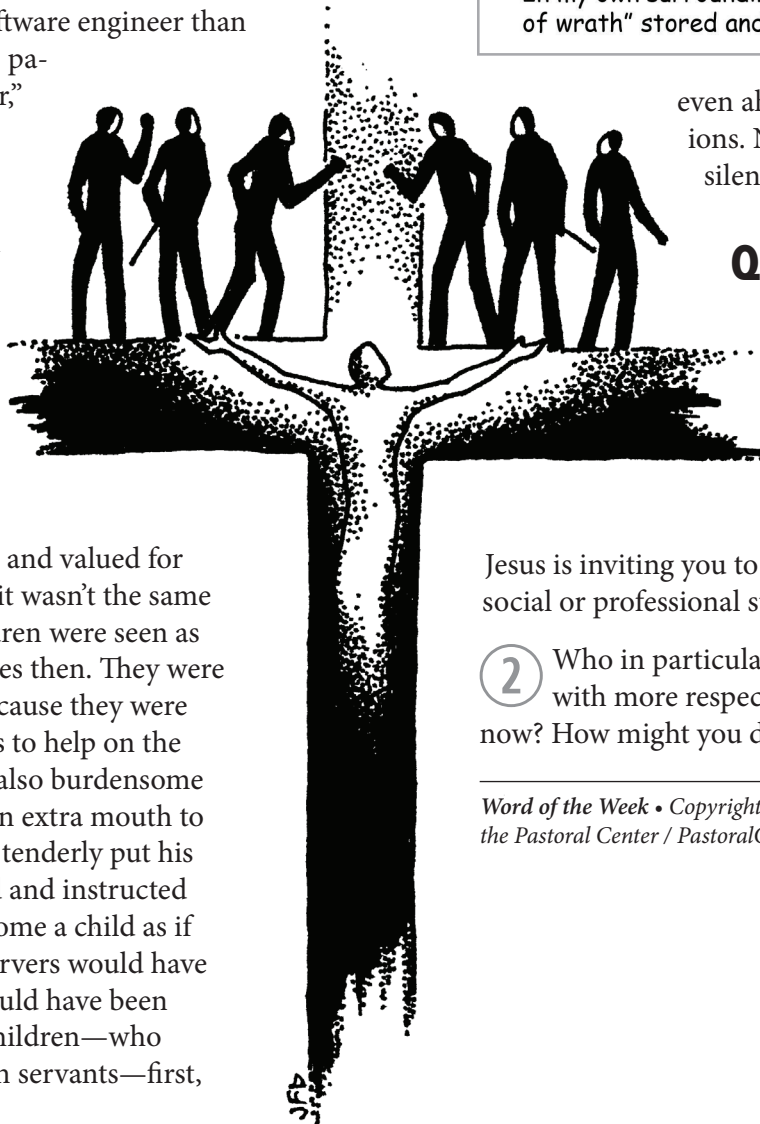 ftware engineer than
pa-
r,”
of wrath” stored anc
even ab
ions. N
silen
Q
and valued for
it wasn’t the same
ren were seen as
es then. They were
cause they were
s to help on the
also burdensome
n extra mouth to
tenderly put his
and instructed
ome a child as if
rvers would have
uld have been
hildren—who
n servants—first,
Jesus is inviting you to
social or professional s
2 Who in particula
with more respec
now? How might you d
Word of the Week • Copyright
the Pastoral Center / PastoralC